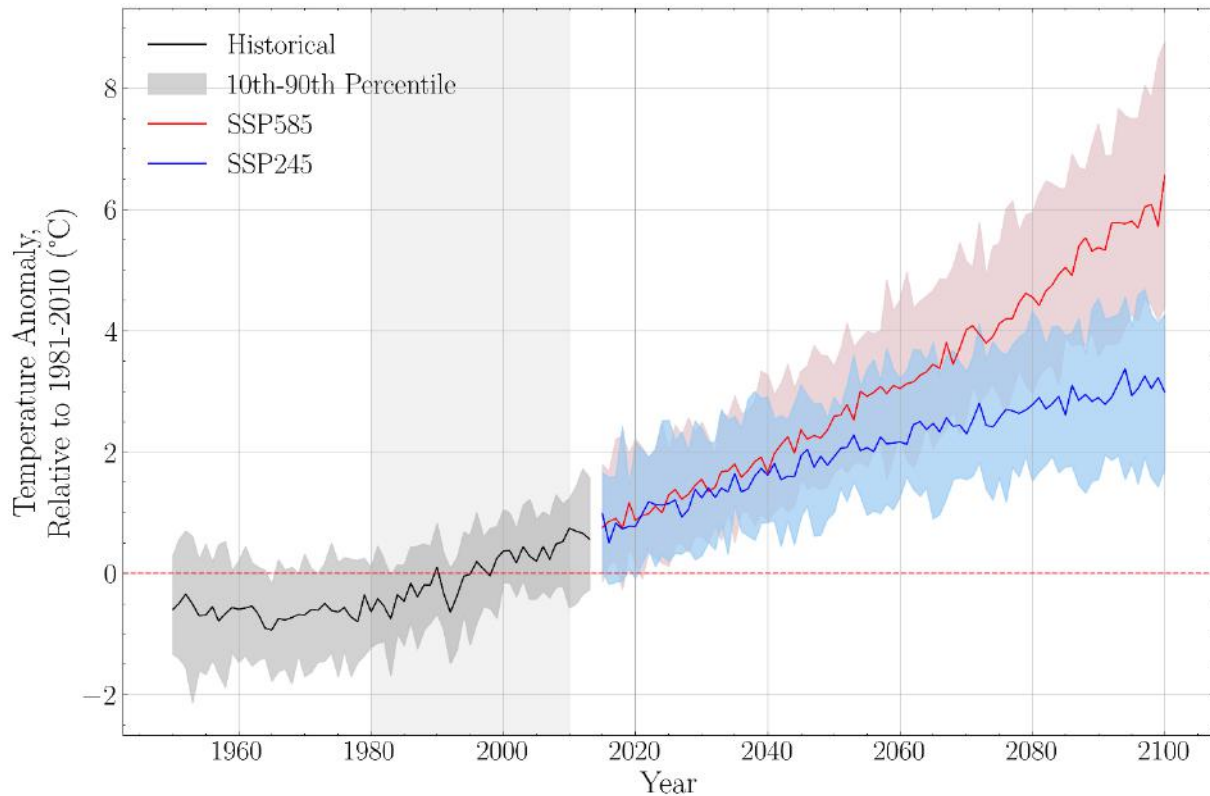 Historical
10th-90th Percentile
SSP585
SSP245
Temperature Anomaly,
Relative to 1981-2010 (°C)
8
6
4
2
0
−2
1960 1980 2000 2020 2040 2060 2080 2100
Year